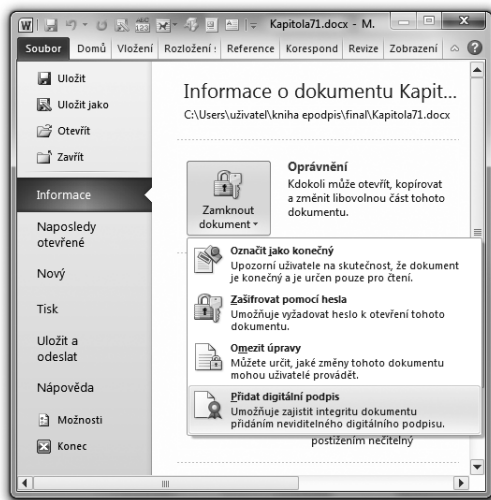 Kapitola71.docx - M.
Soubor Domů Vložení Rozložení : Reference Korespond Revize Zobrazení
Uložit
Uložit jako
Otevřít
Zavřít
Informace
Naposledy
otevřené
Nový
Tisk
Uložit a
odeslat
Nápověda
Možnosti
Konec
Informace o dokumentu Kapit...
C:\Users\uživatel\kniha epodpis\final\Kapitola71.docx
Zamknout
dokument
Oprávnění
Kdokoli může otevřít, kopírovat
a změnit libovolnou část tohoto
dokumentu.
Označit jako konečný
Upozorní uživatele na skutečnost, že dokument
je konečný a je určen pouze pro čtení.
Zašifrovat pomocí hesla
Umožňuje vyžadovat heslo k otevření tohoto
dokumentu.
Omezit úpravy
Můžete určit, jaké změny tohoto dokumentu
mohou uživatelé provádět.
Přidat digitální podpis
Umožňuje zajistit integritu dokumentu
přidáním neviditelného digitálního podpisu.
postižením nečitelný